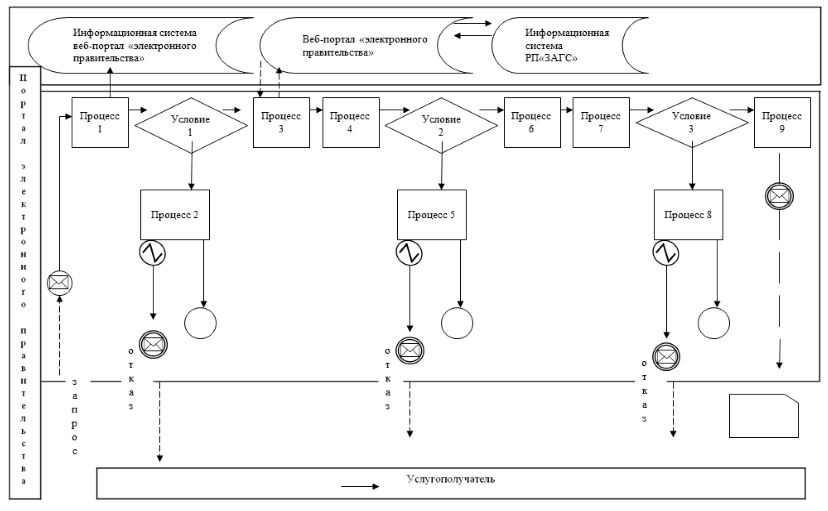 Информационная система
веб-портал «электронного
правительства»
Веб-портал «электронного
правительства»
Информационная
система
РП«ЗАГС»
Портал электронного правительства
Процесс
1
Условие
1
Процесс
3
Процесс
4
Условие
2
Процесс
6
Процесс
7
Условие
3
Процесс
9
Процесс 2
Процесс 5
Процесс 8
запрос
отказ
отказ
отказ
Услугополучатель